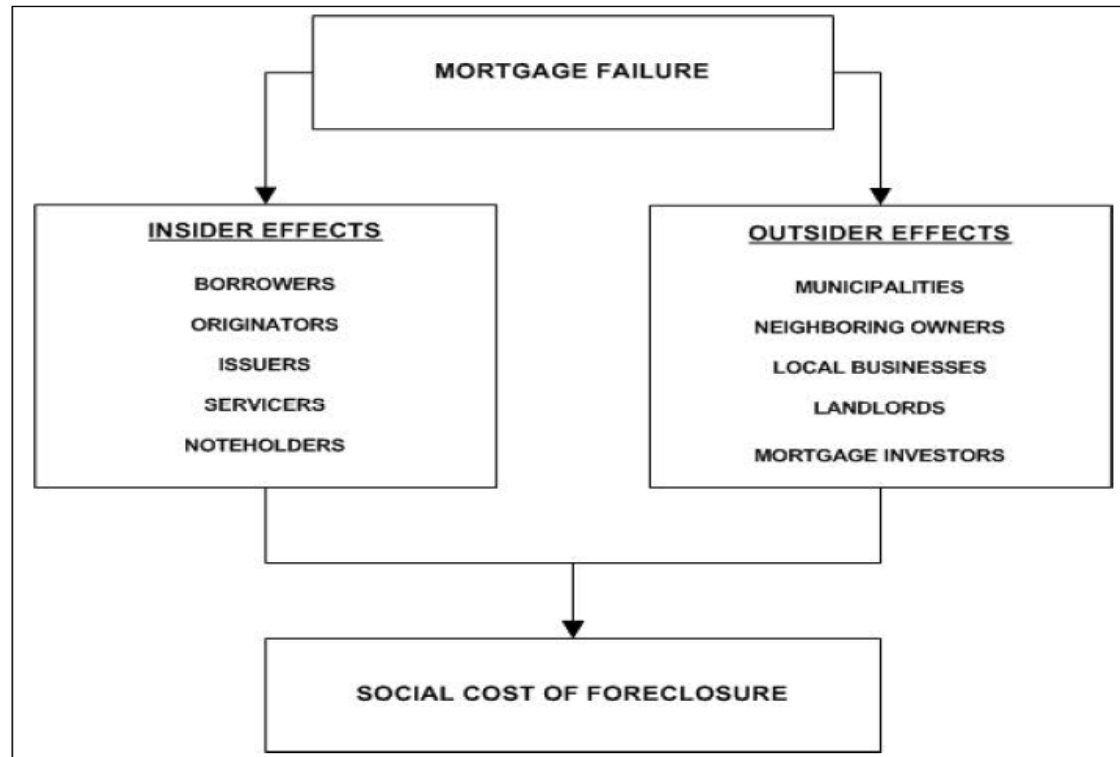 MORTGAGE FAILURE
INSIDER EFFECTS
BORROWERS
ORIGINATORS
ISSUERS
SERVICERS
NOTEHOLDERS
OUTSIDER EFFECTS
MUNICIPALITIES
NEIGHBORING OWNERS
LOCAL BUSINESSES
LANDLORDS
MORTGAGE INVESTORS
SOCIAL COST OF FORECLOSURE